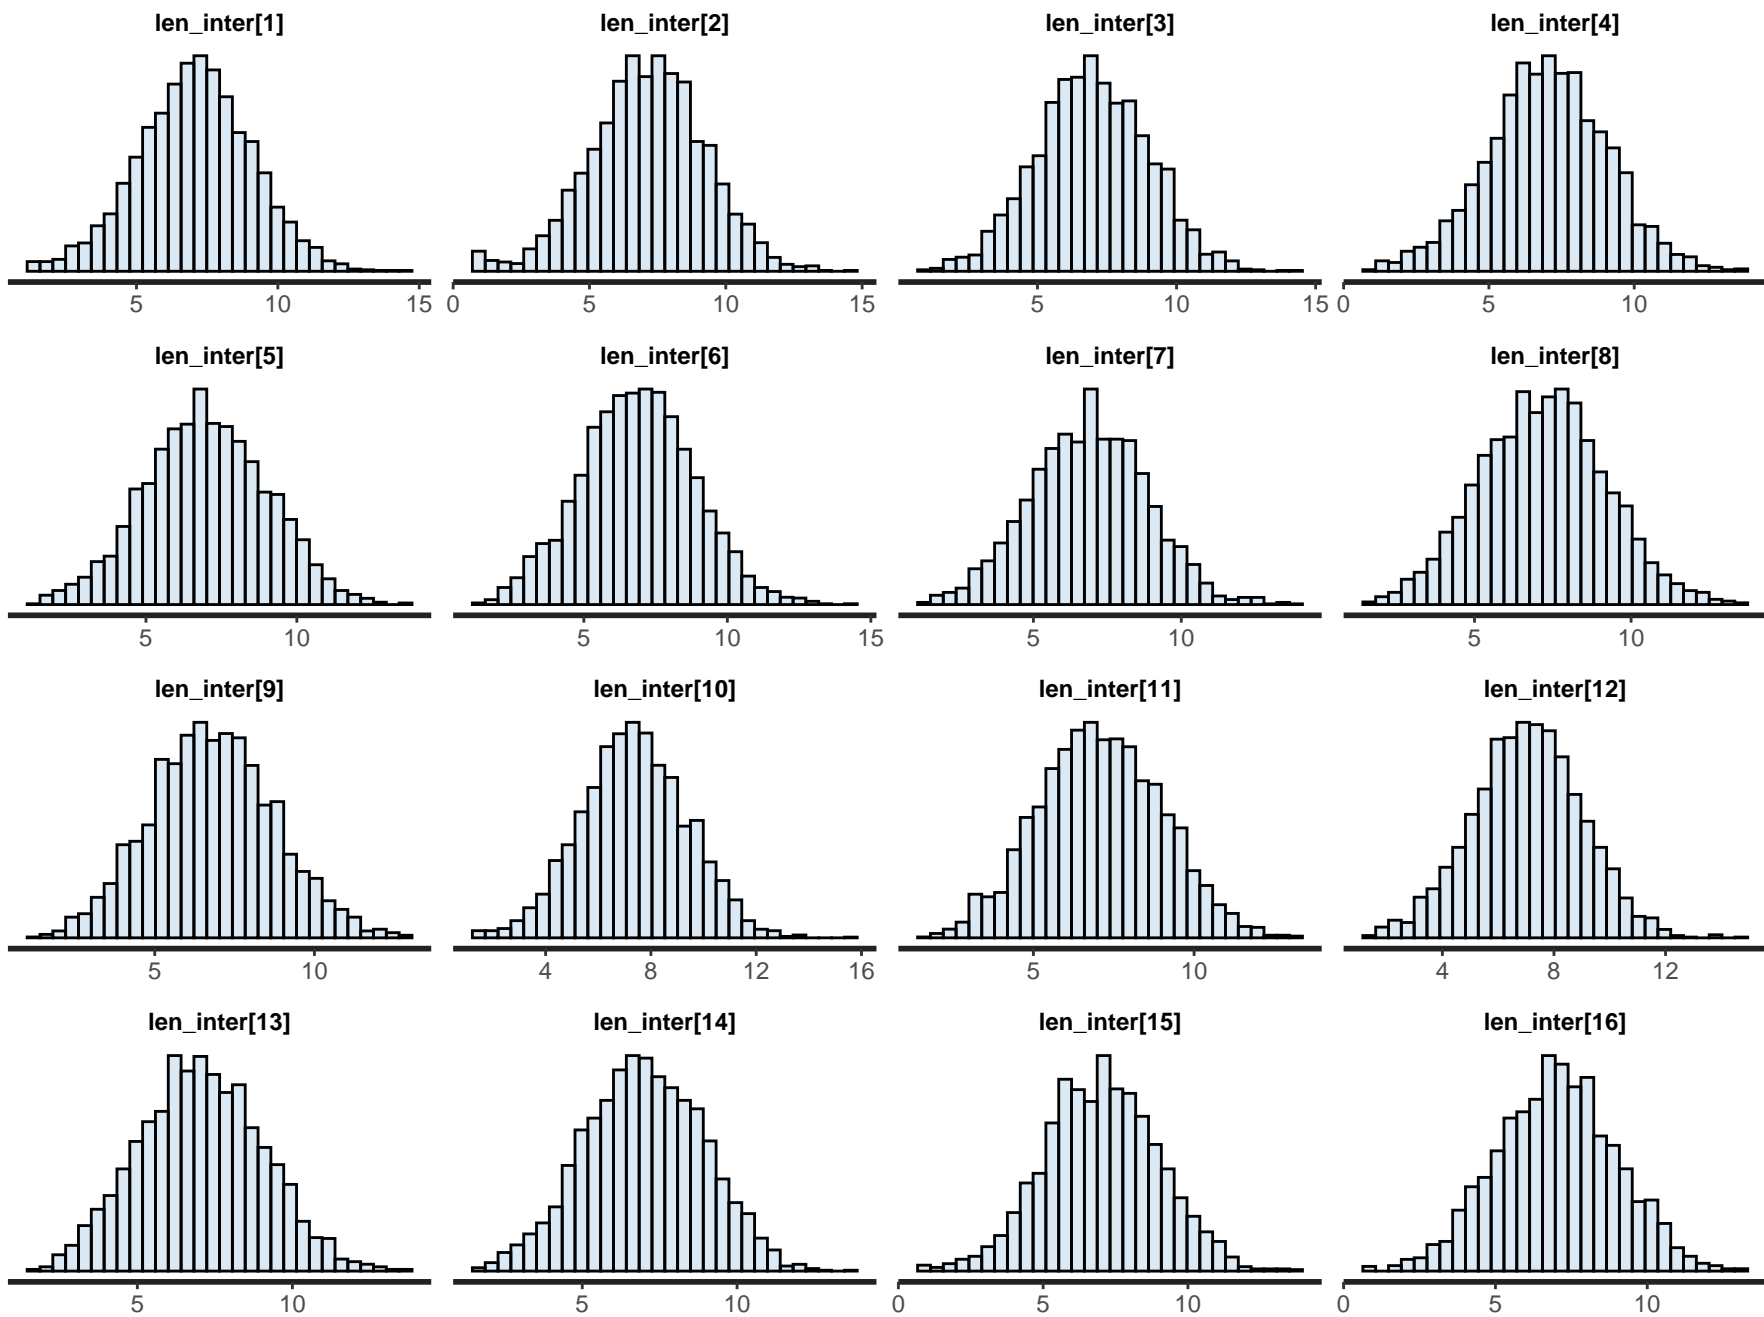 len_inter[1] len_inter[2] len_inter[3] len_inter[4]
5 10 15 0 5 10 15 5 10 15 0 5 10
len_inter[5] len_inter[6] len_inter[7] len_inter[8]
5 10 5 10 15 5 10 5 10
len_inter[9] len_inter[10] len_inter[11] len_inter[12]
5 10 4 8 12 16 5 10 4 8 12
len_inter[13] len_inter[14] len_inter[15] len_inter[16]
5 10 5 10 0 5 10 0 5 10